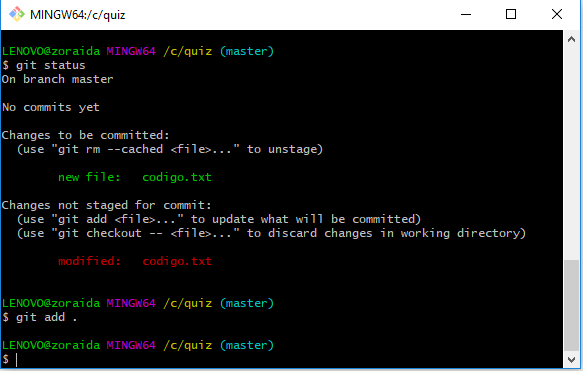 MINGW64:/c/quiz
LENOVO@zoraida MINGW64 /c/quiz (master)
$ git status
On branch master
No commits yet
Changes to be committed:
  (use "git rm --cached <file>..." to unstage)
        new file:   codigo.txt
Changes not staged for commit:
  (use "git add <file>..." to update what will be committed)
  (use "git checkout -- <file>..." to discard changes in working directory)
        modified:   codigo.txt
LENOVO@zoraida MINGW64 /c/quiz (master)
$ git add .
LENOVO@zoraida MINGW64 /c/quiz (master)
$